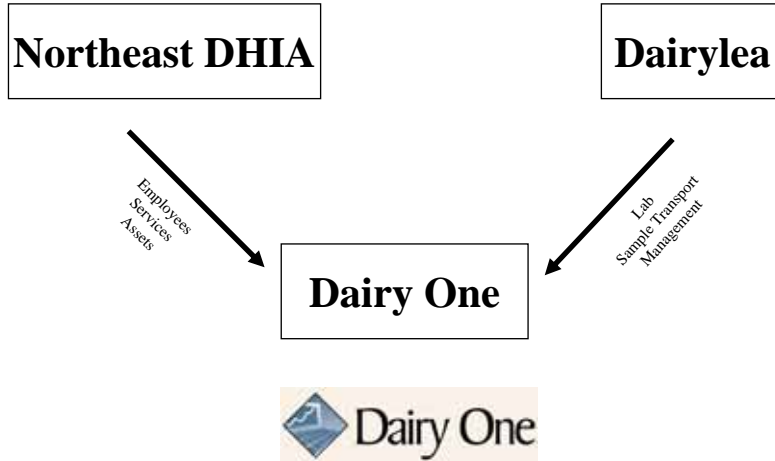 Northeast DHIA
Dairylea
Employees
Services
Assets
Lab
Sample Transport
Management
Dairy One
Dairy One